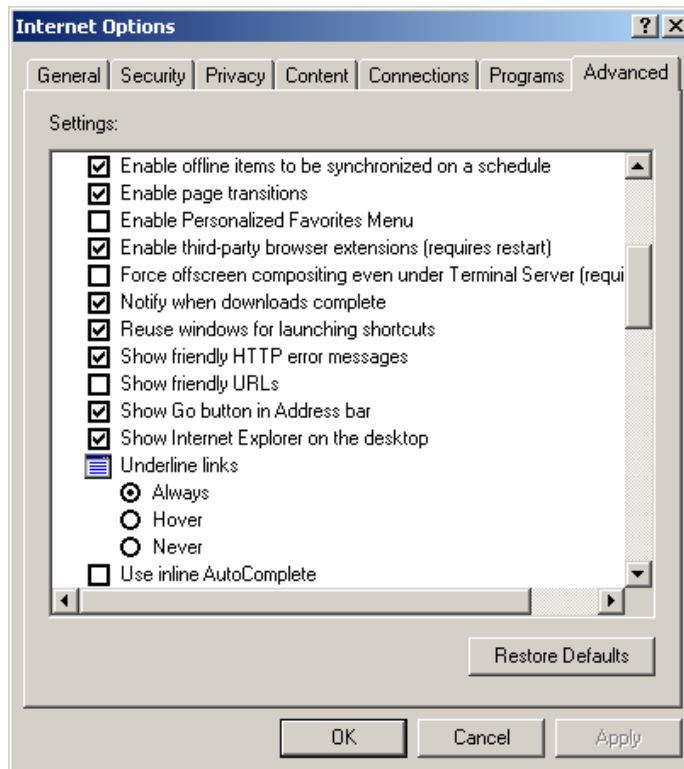 Internet Options
General Security Privacy Content Connections Programs Advanced
Settings:
Enable offline items to be synchronized on a schedule
Enable page transitions
Enable Personalized Favorites Menu
Enable third-party browser extensions (requires restart)
Force offscreen compositing even under Terminal Server (requi
Notify when downloads complete
Reuse windows for launching shortcuts
Show friendly HTTP error messages
Show friendly URLs
Show Go button in Address bar
Show Internet Explorer on the desktop
Underline links
Always
Hover
Never
Use inline AutoComplete
Restore Defaults
OK Cancel Apply